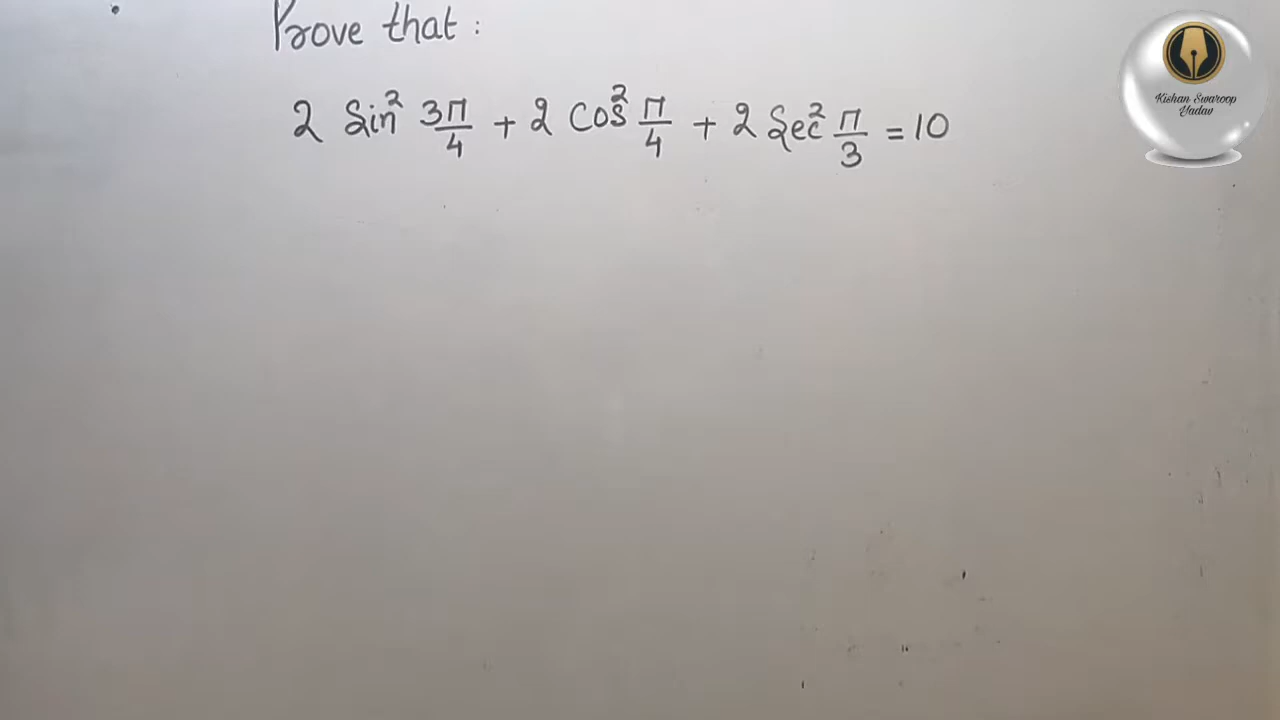 Prove that :
2 Sin² 3π/4 + 2 Cos² π/4 + 2 Sec² π/3 = 10
Kishan Swaroop
Yadav